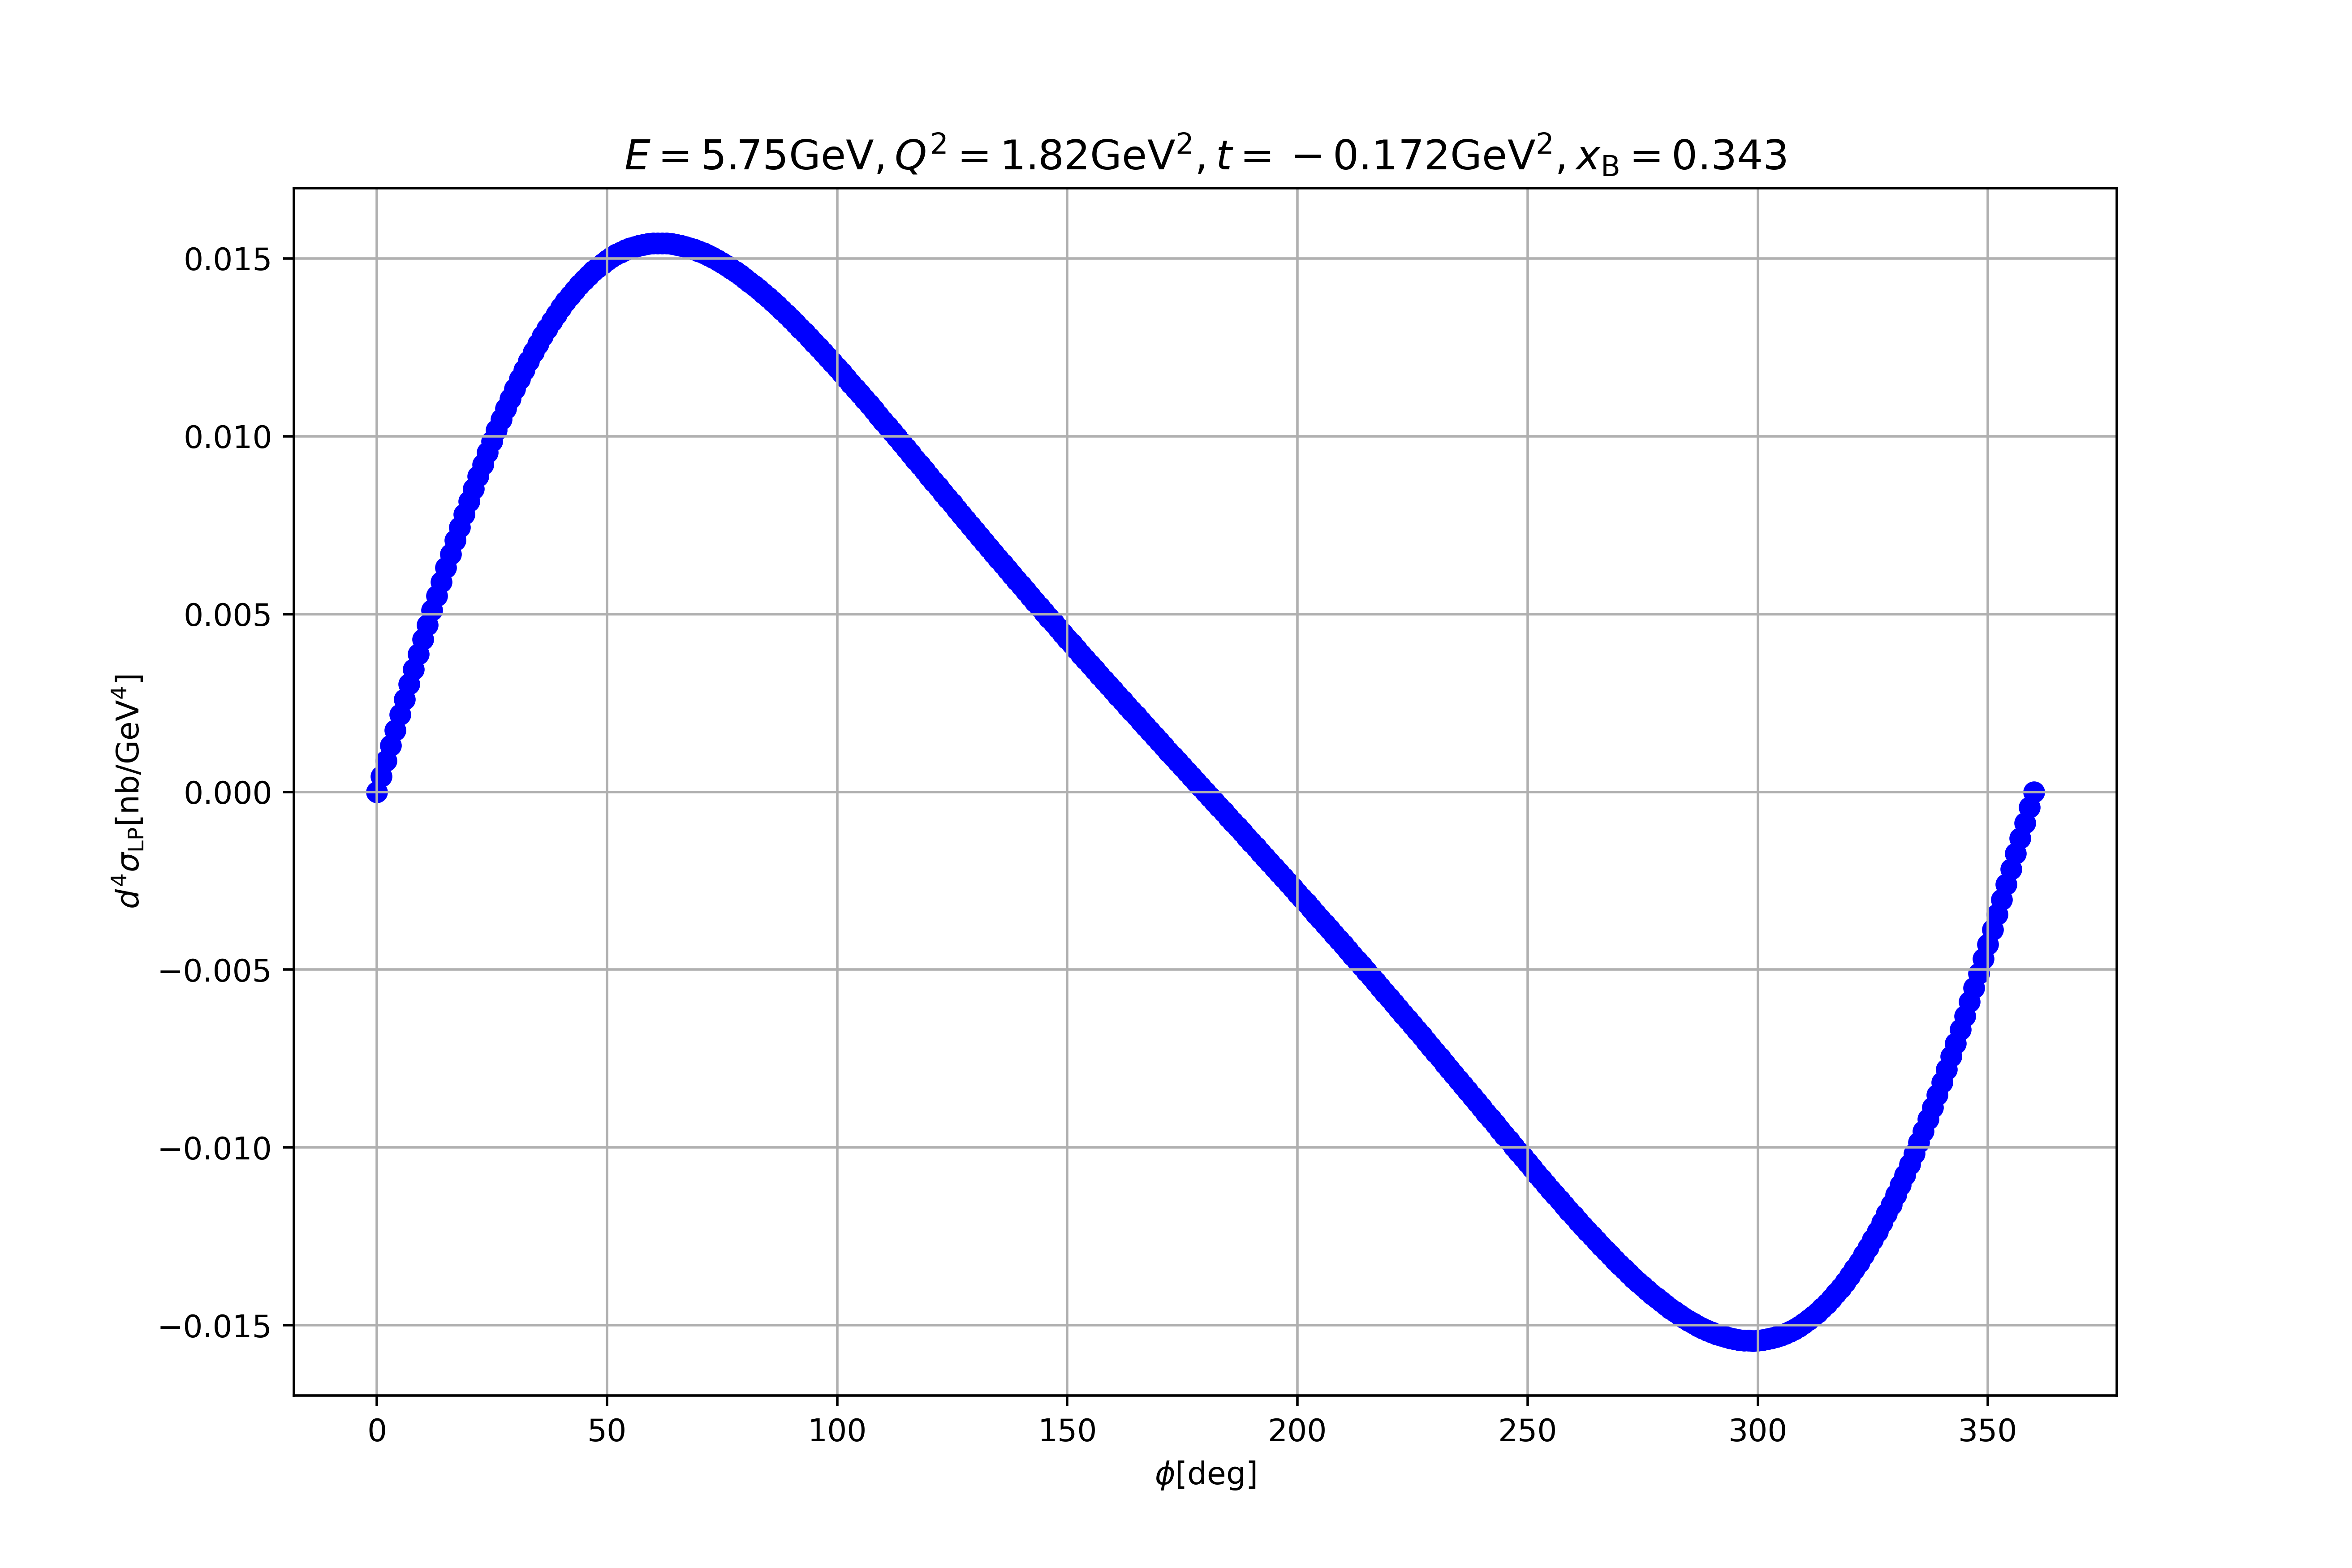 E = 5.75GeV, Q² = 1.82GeV², t = −0.172GeV², x_B = 0.343
d⁴σ_LP[nb/GeV⁴]
0.015
0.010
0.005
0.000
−0.005
−0.010
−0.015
0 50 100 150 200 250 300 350
ϕ[deg]